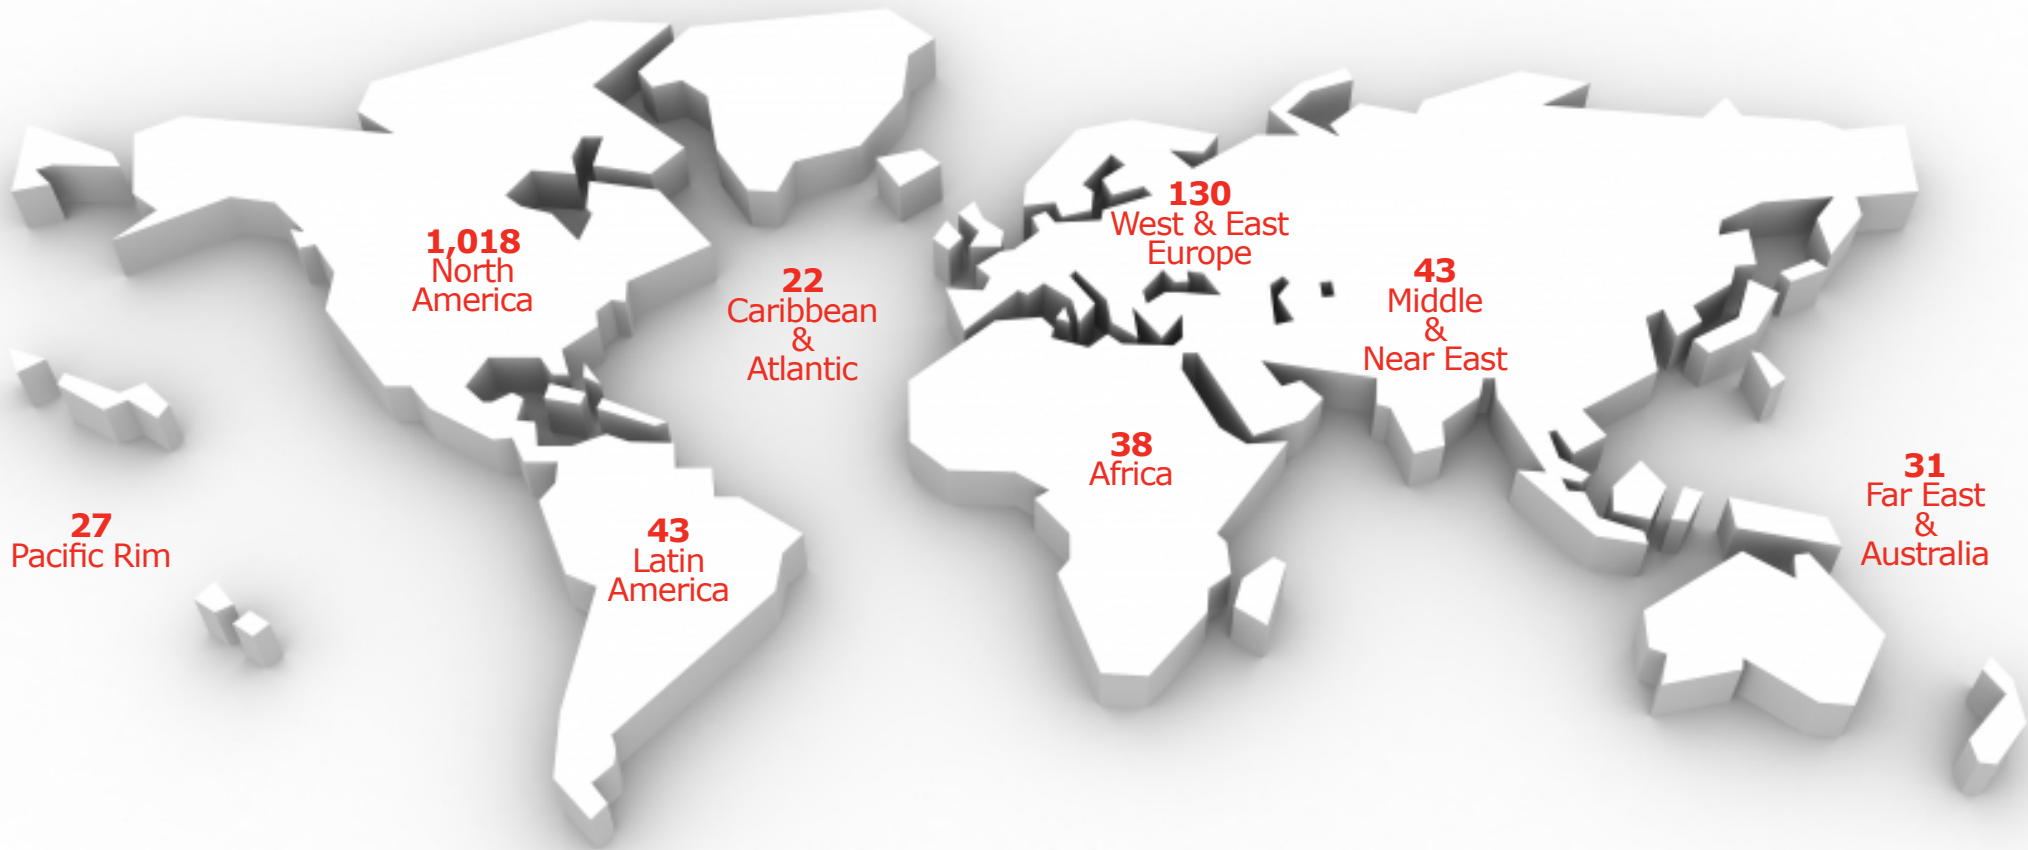 1,018
North
America
22
Caribbean
&
Atlantic
130
West & East
Europe
43
Middle
&
Near East
38
Africa
31
Far East
&
Australia
27
Pacific Rim
43
Latin
America